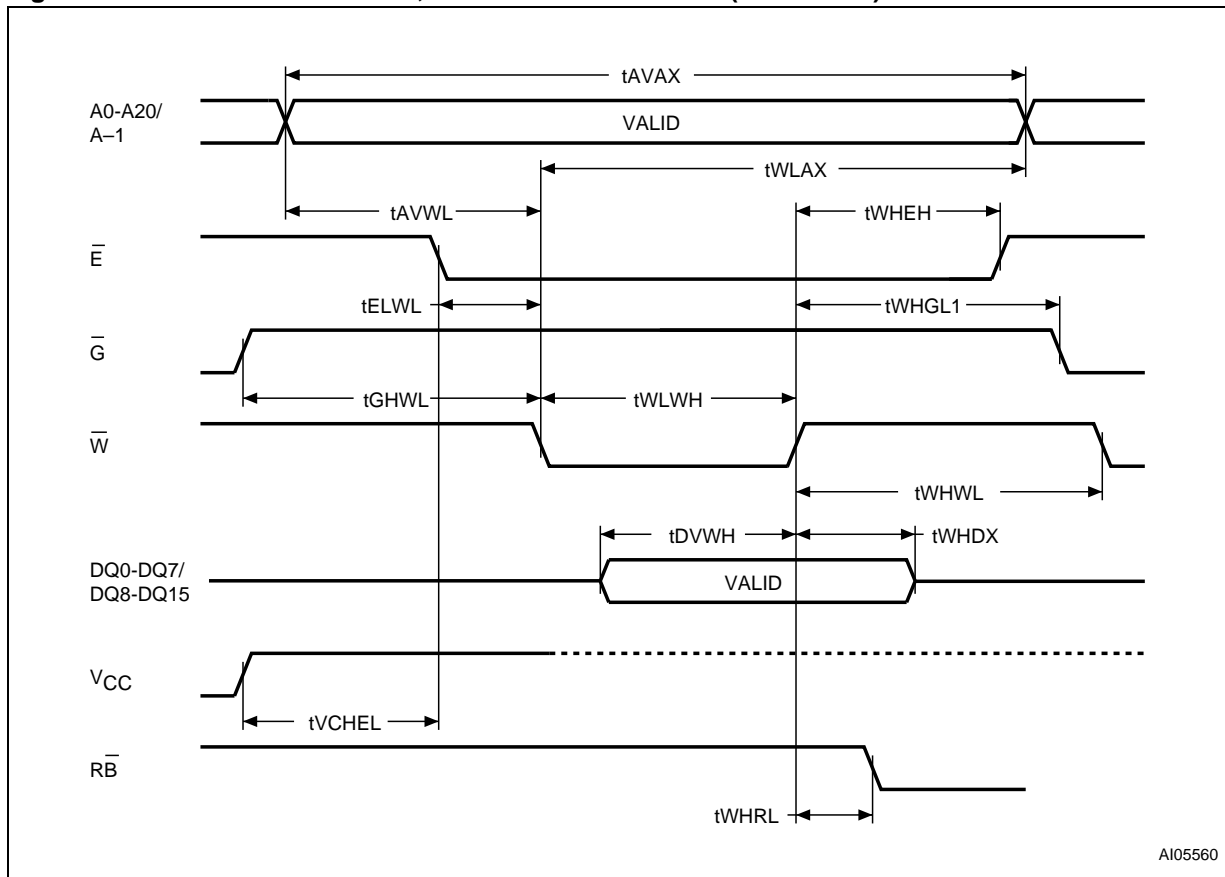 tAVAX
A0-A20/
A–1
VALID
tWLAX
tAVWL
tWHEH
E̅
tELWL
tWHGL1
G̅
tGHWL
tWLWH
W̅
tWHWL
tDVWH
tWHDX
DQ0-DQ7/
DQ8-DQ15
VALID
VCC
tVCHEL
RB̅
tWHRL
AI05560